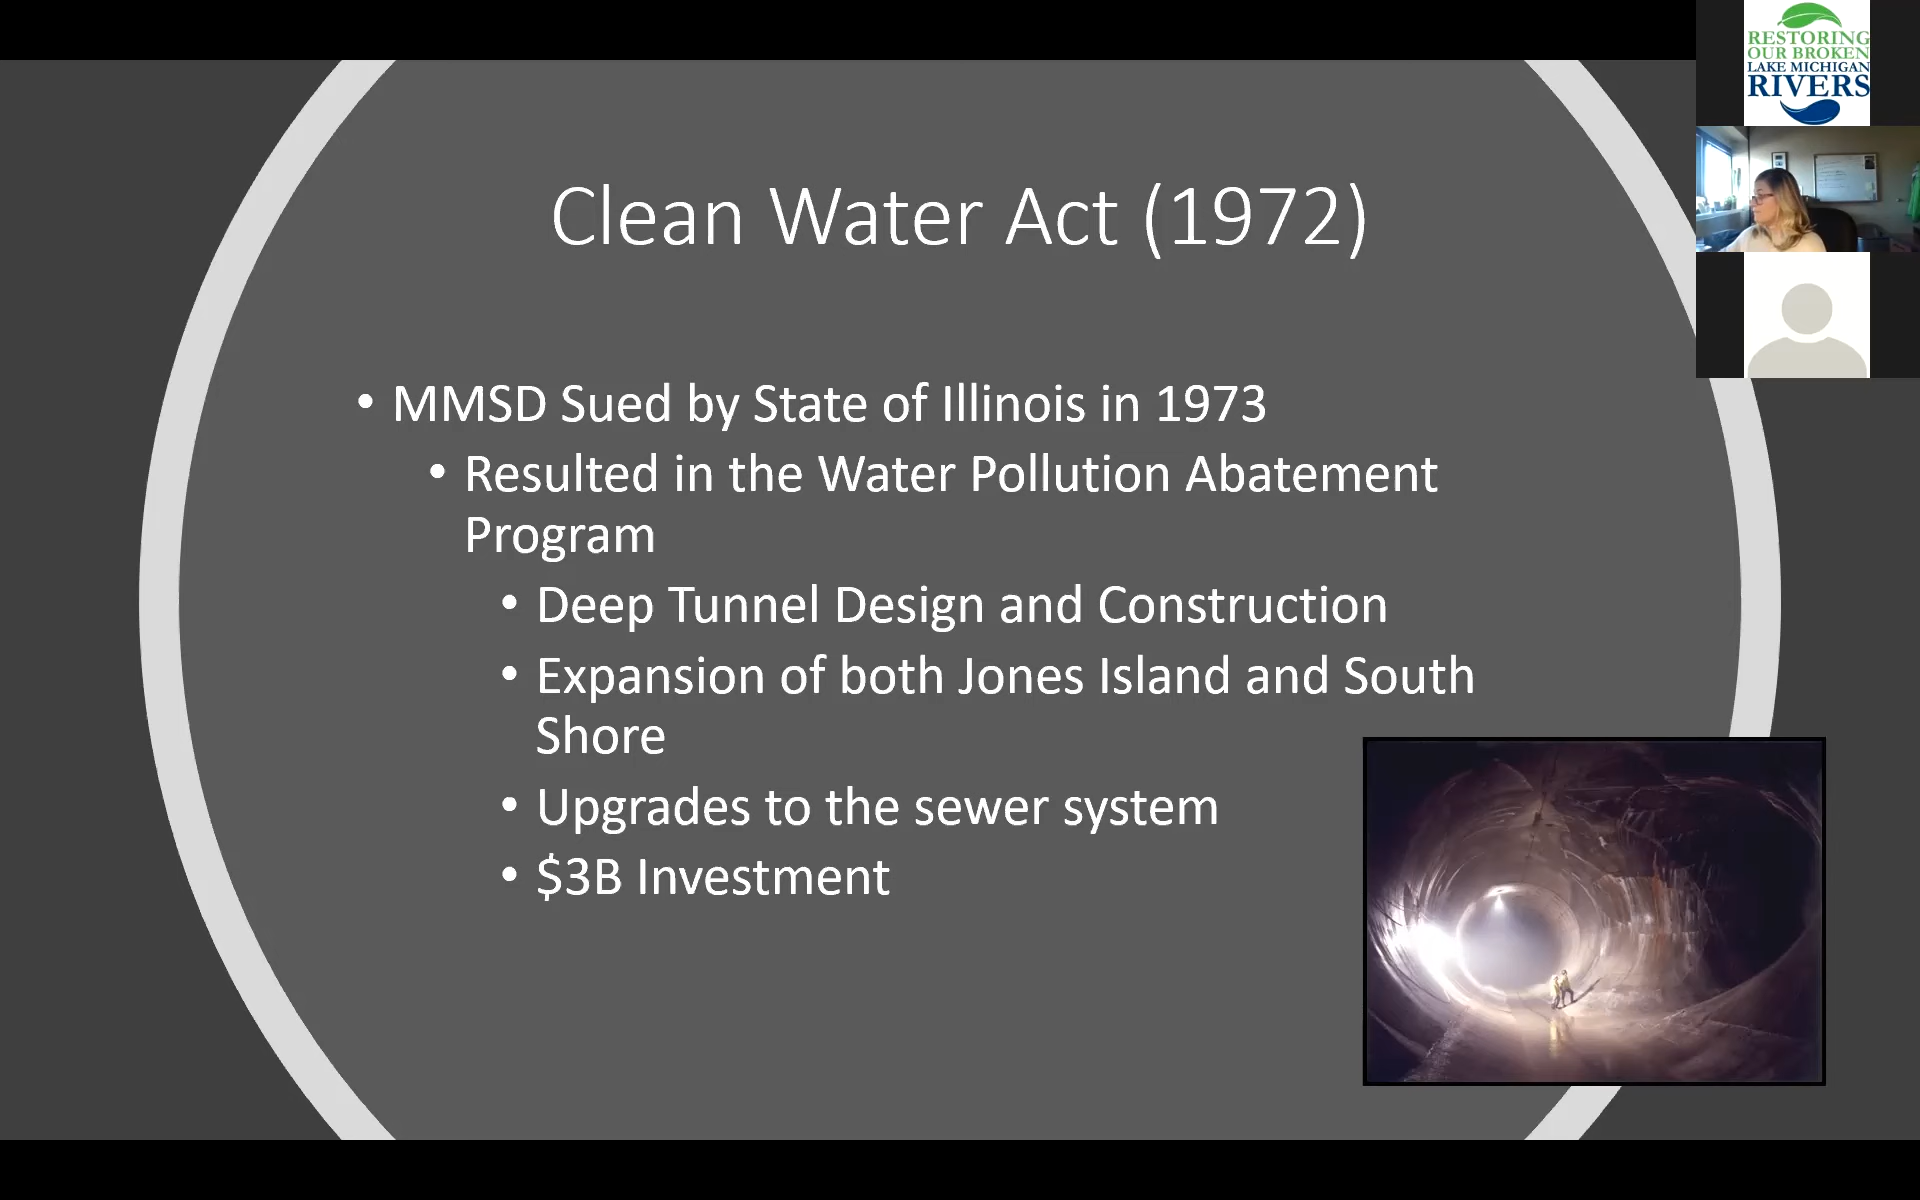 RESTORING
OUR BROKEN
LAKE MICHIGAN
RIVERS
Clean Water Act (1972)
• MMSD Sued by State of Illinois in 1973
• Resulted in the Water Pollution Abatement
Program
• Deep Tunnel Design and Construction
• Expansion of both Jones Island and South
Shore
• Upgrades to the sewer system
• $3B Investment